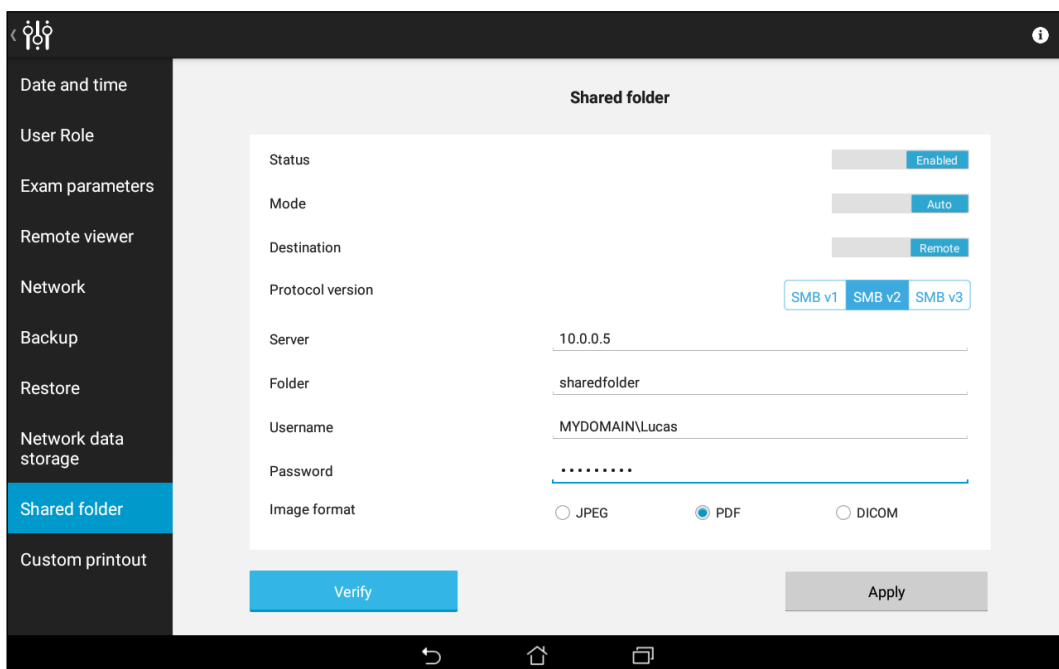 Date and time
User Role
Exam parameters
Remote viewer
Network
Backup
Restore
Network data
storage
Shared folder
Custom printout
Shared folder
Status
Enabled
Mode
Auto
Destination
Remote
Protocol version
SMB v1 SMB v2 SMB v3
Server
10.0.0.5
Folder
sharedfolder
Username
MYDOMAIN\Lucas
Password
•••••••••
Image format
JPEG PDF DICOM
Verify
Apply